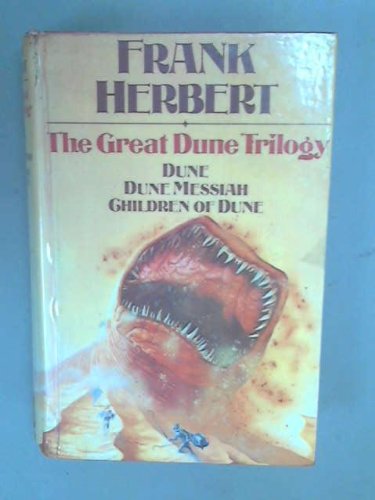 FRANK
HERBERT
The Great Dune Trilogy
DUNE
DUNE MESSIAH
CHILDREN OF DUNE